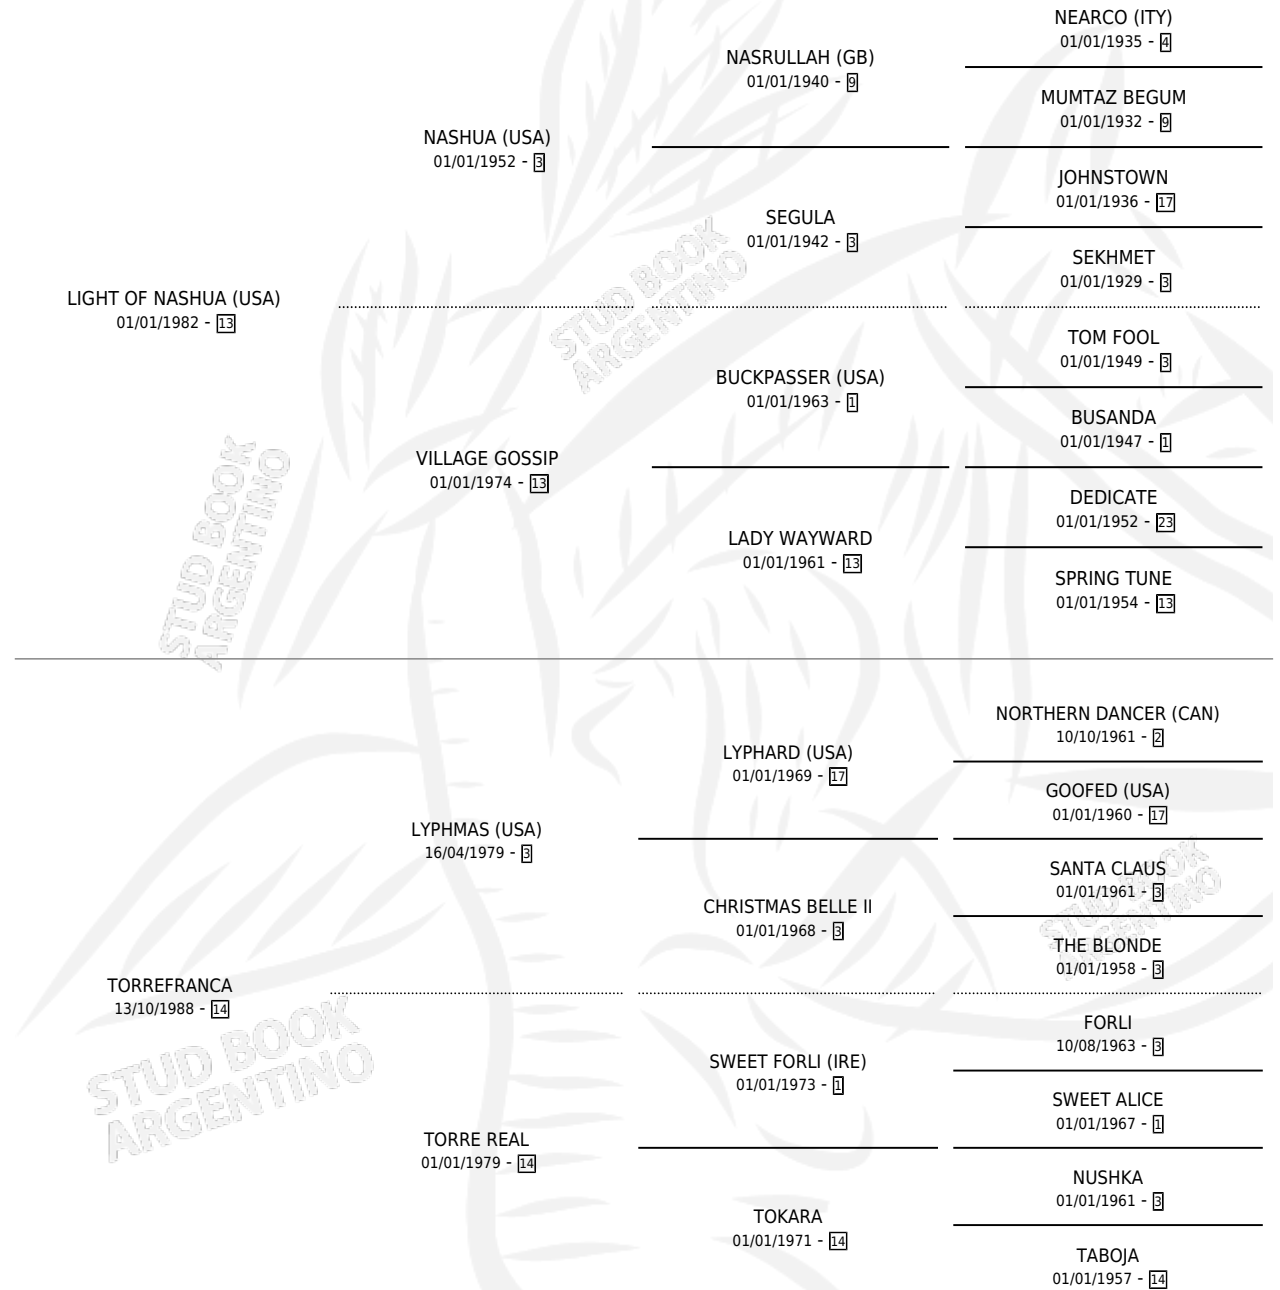 NEARCO (ITY)
01/01/1935 - 4
NASRULLAH (GB)
01/01/1940 - 9
MUMTAZ BEGUM
01/01/1932 - 9
NASHUA (USA)
01/01/1952 - 3
JOHNSTOWN
01/01/1936 - 17
SEGULA
01/01/1942 - 3
SEKHMET
01/01/1929 - 3
LIGHT OF NASHUA (USA)
01/01/1982 - 13
TOM FOOL
01/01/1949 - 3
BUCKPASSER (USA)
01/01/1963 - 1
BUSANDA
01/01/1947 - 1
VILLAGE GOSSIP
01/01/1974 - 13
DEDICATE
01/01/1952 - 23
LADY WAYWARD
01/01/1961 - 13
SPRING TUNE
01/01/1954 - 13
NORTHERN DANCER (CAN)
10/10/1961 - 2
LYPHARD (USA)
01/01/1969 - 17
GOOFED (USA)
01/01/1960 - 17
LYPHMAS (USA)
16/04/1979 - 3
SANTA CLAUS
01/01/1961 - 3
CHRISTMAS BELLE II
01/01/1968 - 3
THE BLONDE
01/01/1958 - 3
TORREFRANCA
13/10/1988 - 14
FORLI
10/08/1963 - 3
SWEET FORLI (IRE)
01/01/1973 - 1
SWEET ALICE
01/01/1967 - 1
TORRE REAL
01/01/1979 - 14
NUSHKA
01/01/1961 - 3
TOKARA
01/01/1971 - 14
TABOJA
01/01/1957 - 14
STUD BOOK
ARGENTINO
STUD BOOK
ARGENTINO
STUD BOOK
ARGENTINO
STUD BOOK
ARGENTINO